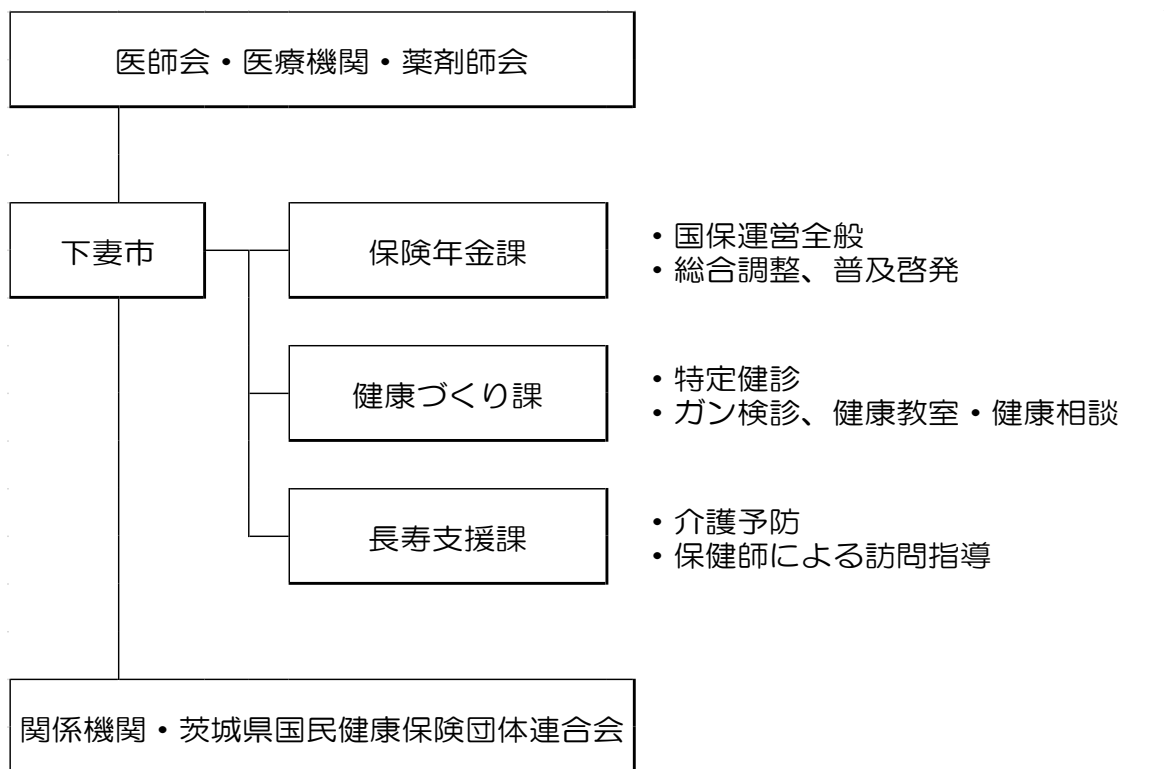 医師会・医療機関・薬剤師会
下妻市
保険年金課
・国保運営全般
・総合調整、普及啓発
健康づくり課
・特定健診
・ガン検診、健康教室・健康相談
長寿支援課
・介護予防
・保健師による訪問指導
関係機関・茨城県国民健康保険団体連合会